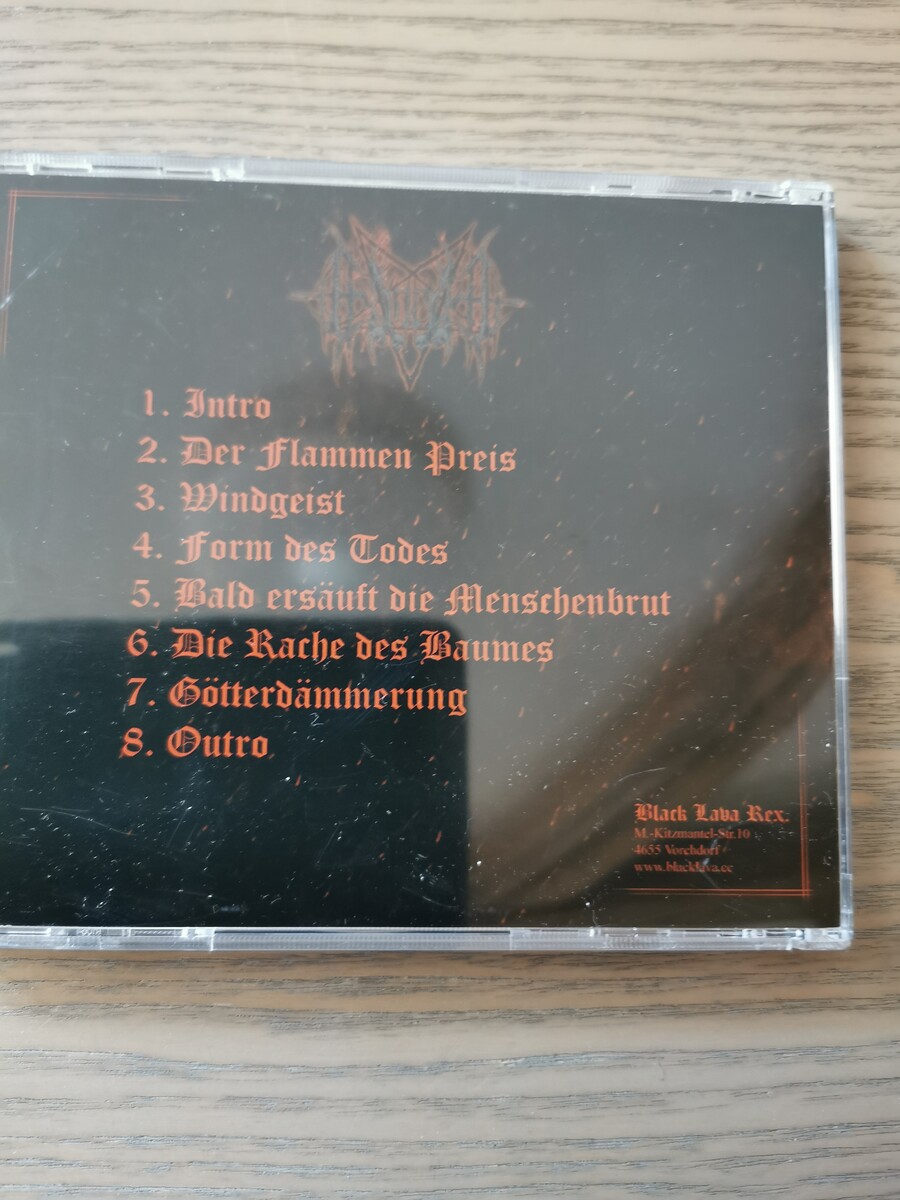 1. Intro
2. Der Flammen Preis
3. Windgeist
4. Form des Todes
5. Bald ersäuft die Menschenbrut
6. Die Rache des Baumes
7. Götterdämmerung
8. Outro
Black Lava Rex.
M.-Kitzmantel-Str.10
4655 Vorchdorf
www.blacklava.cc